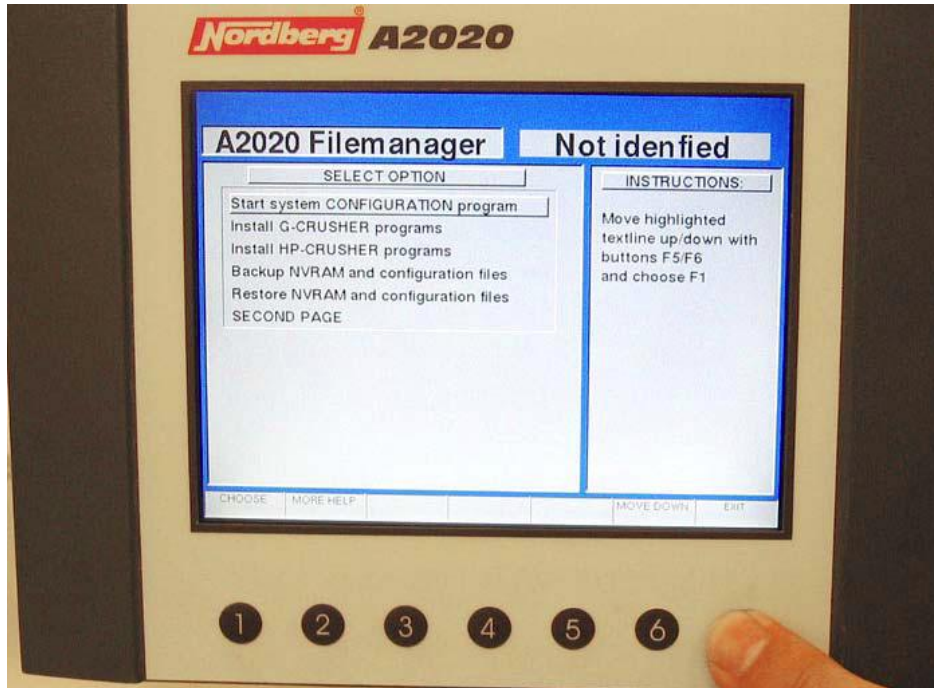 Nordberg® A2020
A2020 Filemanager
Not idenfied
SELECT OPTION
Start system CONFIGURATION program
Install G-CRUSHER programs
Install HP-CRUSHER programs
Backup NVRAM and configuration files
Restore NVRAM and configuration files
SECOND PAGE
INSTRUCTIONS:
Move highlighted
textline up/down with
buttons F5/F6
and choose F1
CHOOSE MORE HELP MOVE DOWN EXIT
1 2 3 4 5 6